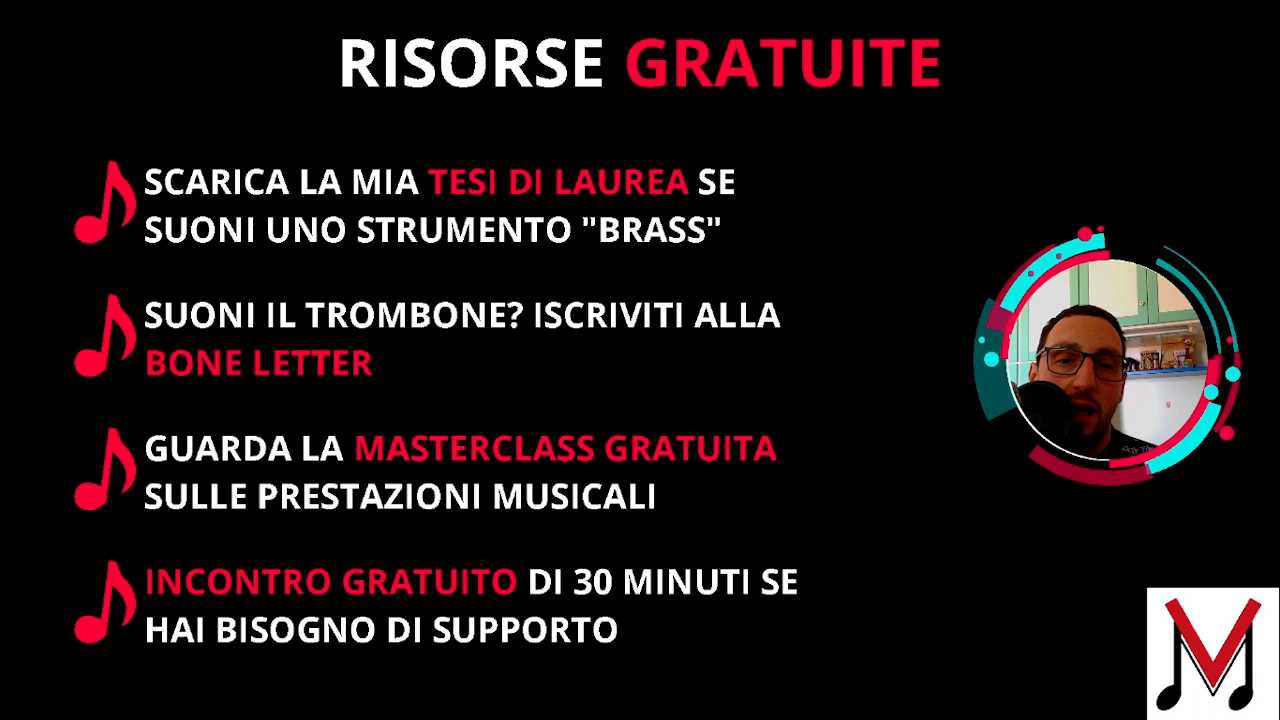 RISORSE GRATUITE
SCARICA LA MIA TESI DI LAUREA SE
SUONI UNO STRUMENTO "BRASS"
SUONI IL TROMBONE? ISCRIVITI ALLA
BONE LETTER
GUARDA LA MASTERCLASS GRATUITA
SULLE PRESTAZIONI MUSICALI
INCONTRO GRATUITO DI 30 MINUTI SE
HAI BISOGNO DI SUPPORTO